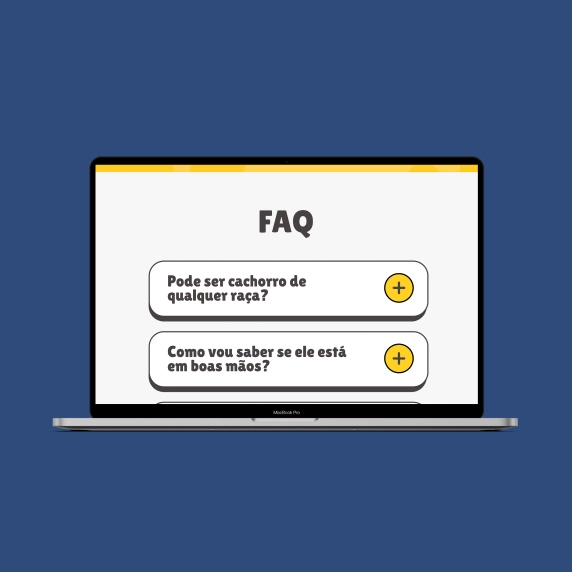 FAQ
Pode ser cachorro de
qualquer raça?
Como vou saber se ele está
em boas mãos?
MacBook Pro